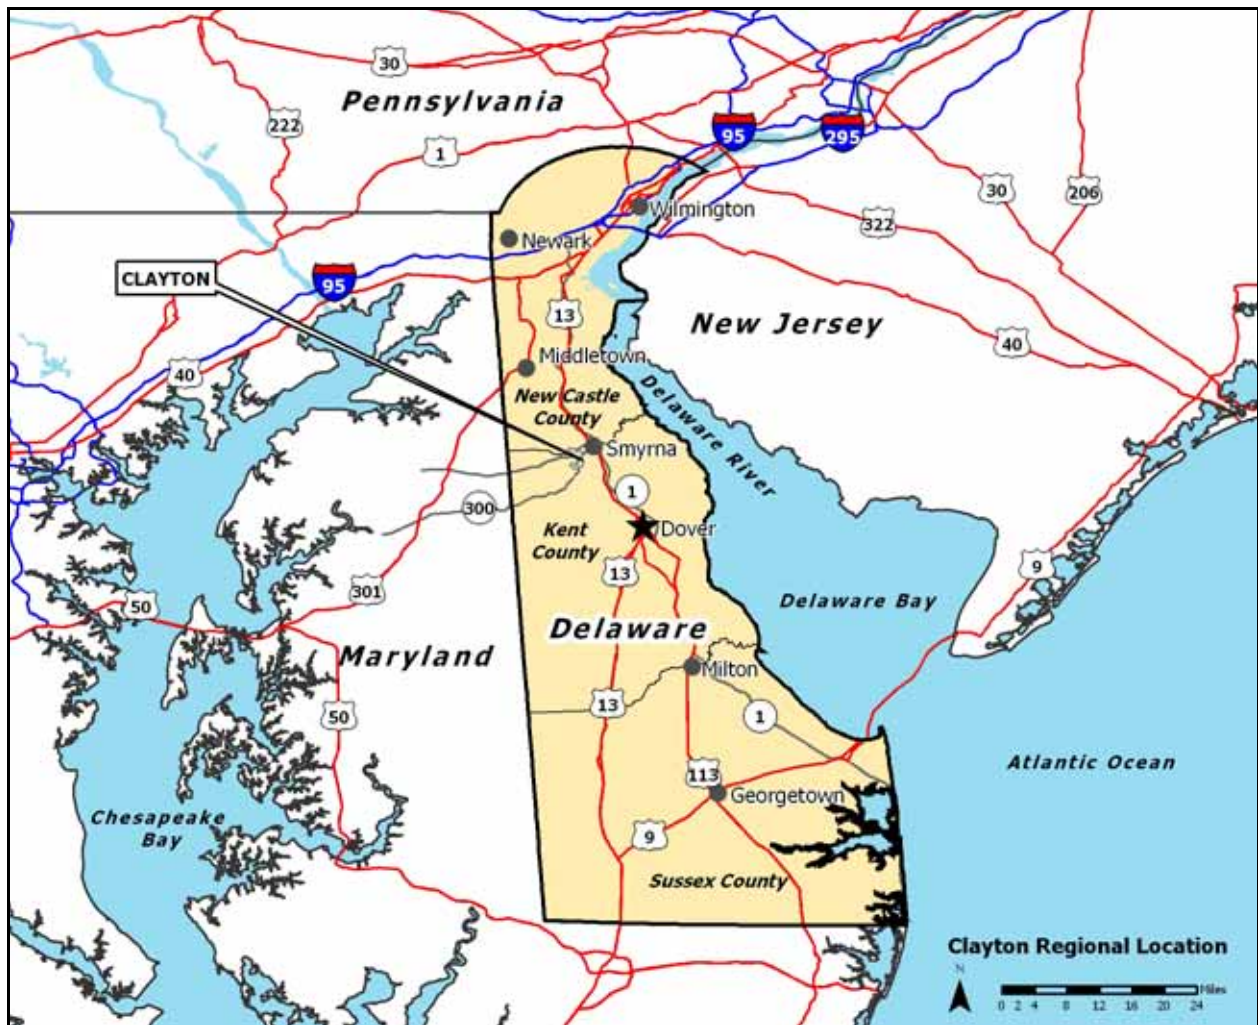 30
Pennsylvania
222
1
95
295
30
206
322
Wilmington
Newark
CLAYTON
95
13
New Jersey
40
Middletown
40
New Castle
County
Delaware River
Smyrna
1
300
Kent
County
Dover
13
9
301
50
Delaware Bay
Delaware
Maryland
Milton
13
1
50
Atlantic Ocean
113
Georgetown
Chesapeake
Bay
9
Sussex County
Clayton Regional Location
N
Miles
0 2 4 8 12 16 20 24